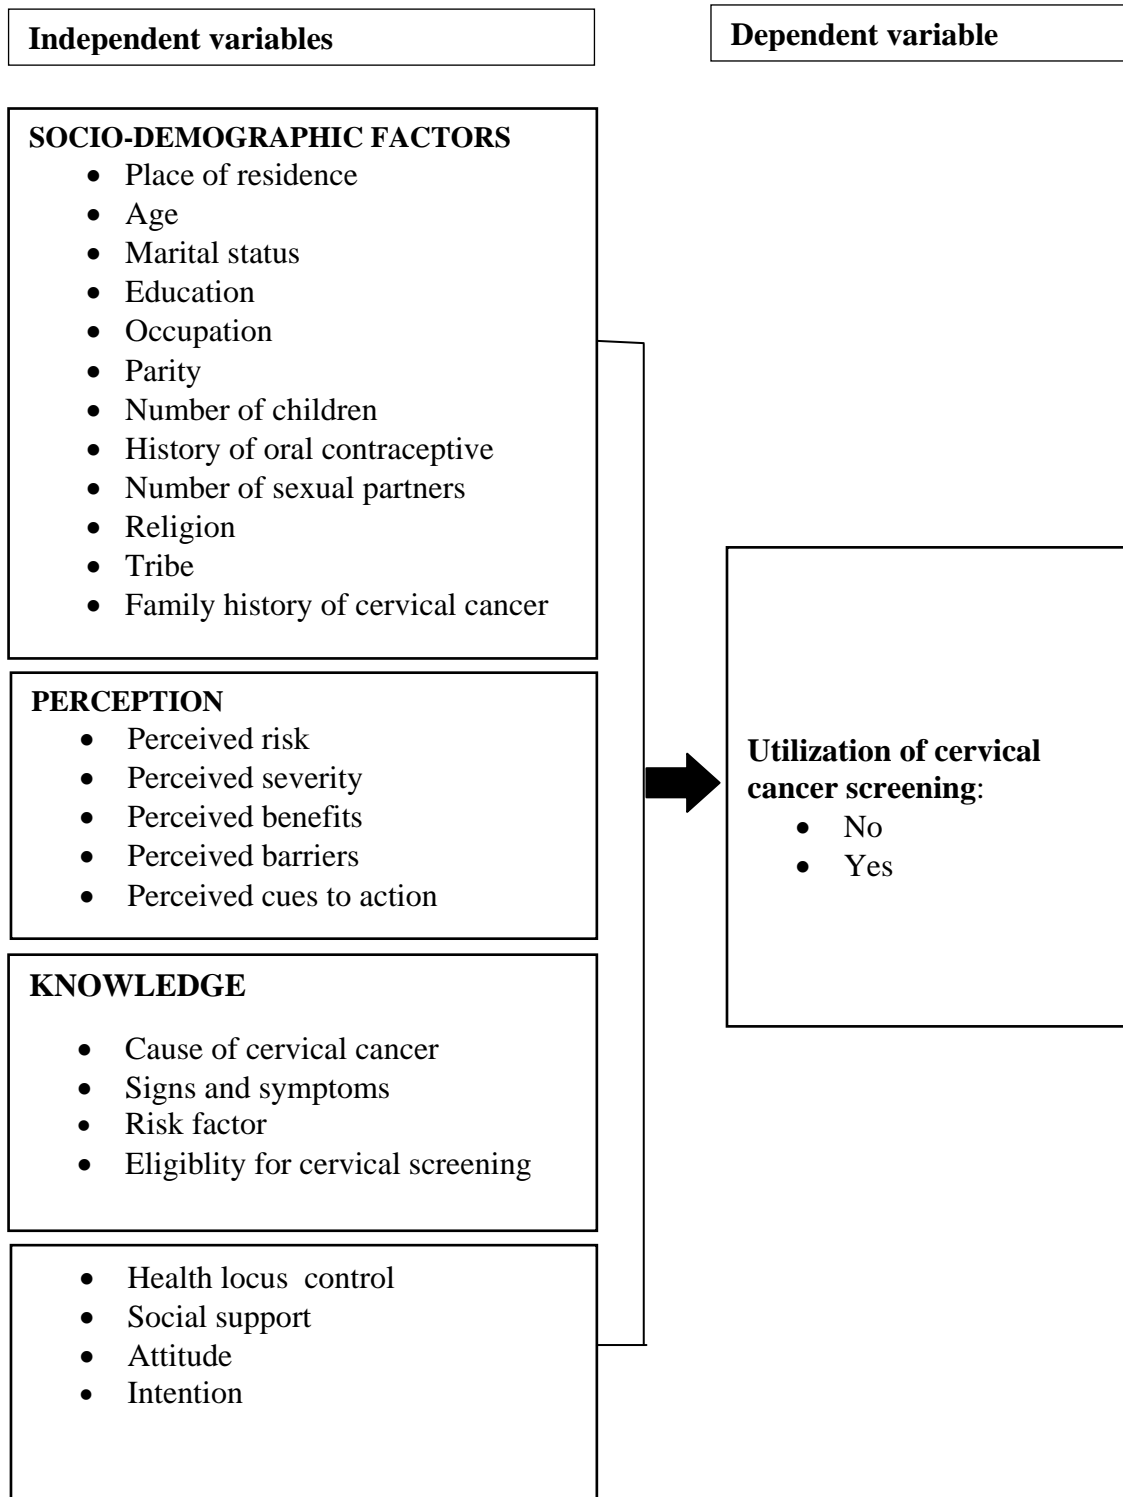 Independent variables
Dependent variable
SOCIO-DEMOGRAPHIC FACTORS
• Place of residence
• Age
• Marital status
• Education
• Occupation
• Parity
• Number of children
• History of oral contraceptive
• Number of sexual partners
• Religion
• Tribe
• Family history of cervical cancer
PERCEPTION
• Perceived risk
• Perceived severity
• Perceived benefits
• Perceived barriers
• Perceived cues to action
KNOWLEDGE
• Cause of cervical cancer
• Signs and symptoms
• Risk factor
• Eligiblity for cervical screening
• Health locus  control
• Social support
• Attitude
• Intention
Utilization of cervical
cancer screening:
• No
• Yes